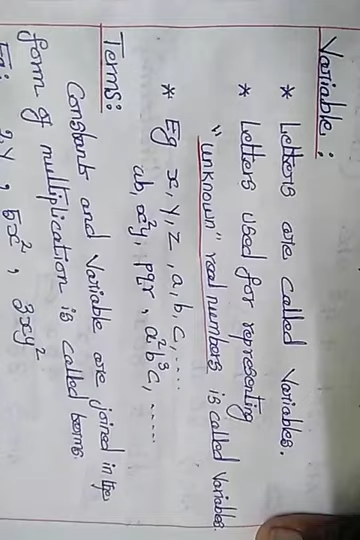 Variable:
* Letters are called Variables.
* Letters used for representing
"unknown" real numbers is called Variables.
* Eg x, y, z, a, b, c, .....
ab, x²y, pqr, a²b³c, .....
Terms:
Constants and Variable are joined in the
form of multiplication is called terms.
Eg: 2y, 5x², 3xy²